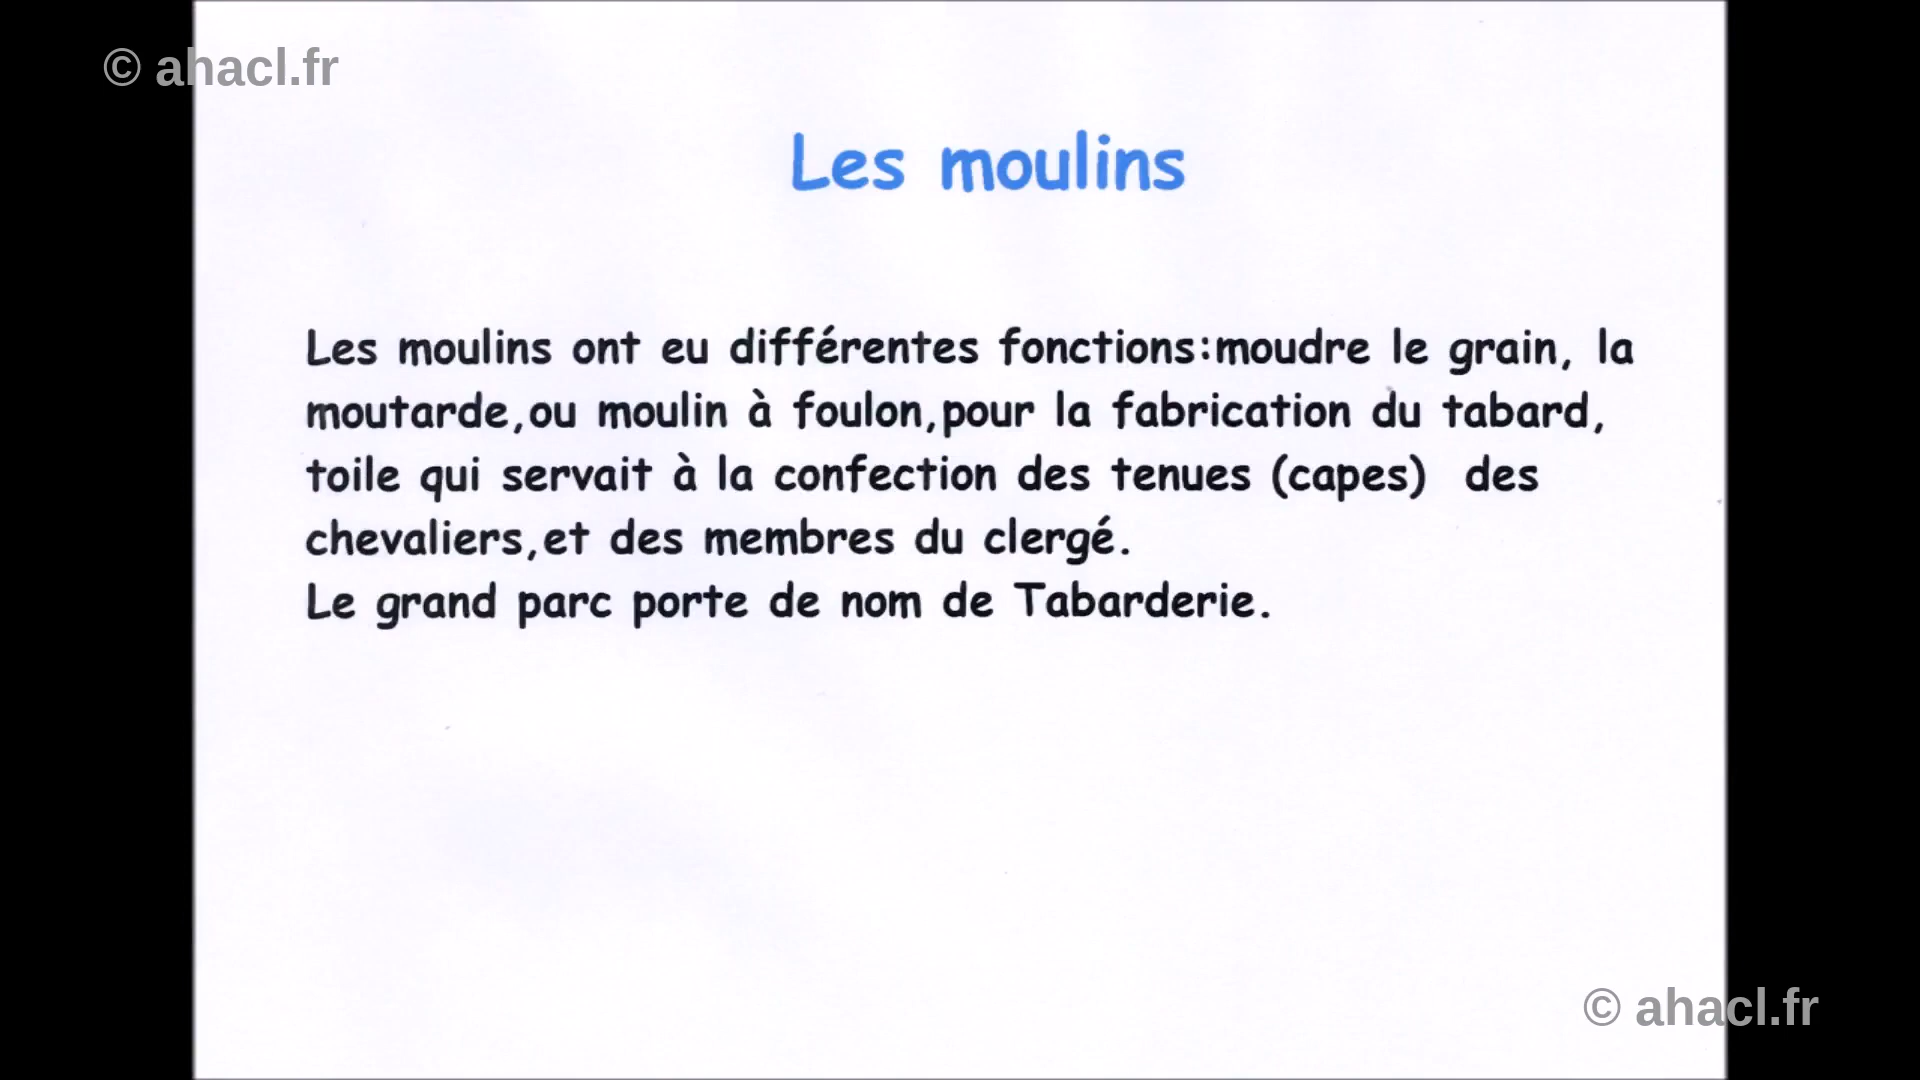 © ahacl.fr
Les moulins
Les moulins ont eu différentes fonctions:moudre le grain, la
moutarde,ou moulin à foulon,pour la fabrication du tabard,
toile qui servait à la confection des tenues (capes) des
chevaliers,et des membres du clergé.
Le grand parc porte de nom de Tabarderie.
© ahacl.fr